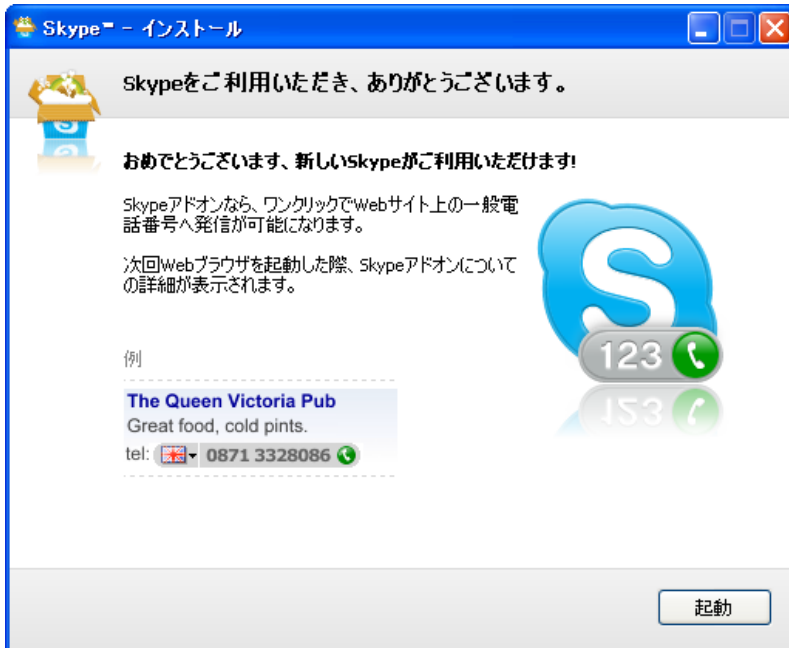 Skype™ - インストール
Skypeをご利用いただき、ありがとうございます。
おめでとうございます、新しいSkypeがご利用いただけます!
Skypeアドオンなら、ワンクリックでWebサイト上の一般電
話番号へ発信が可能になります。
次回Webブラウザを起動した際、Skypeアドオンについて
の詳細が表示されます。
S
123
例
The Queen Victoria Pub
Great food, cold pints.
tel: 0871 3328086
起動